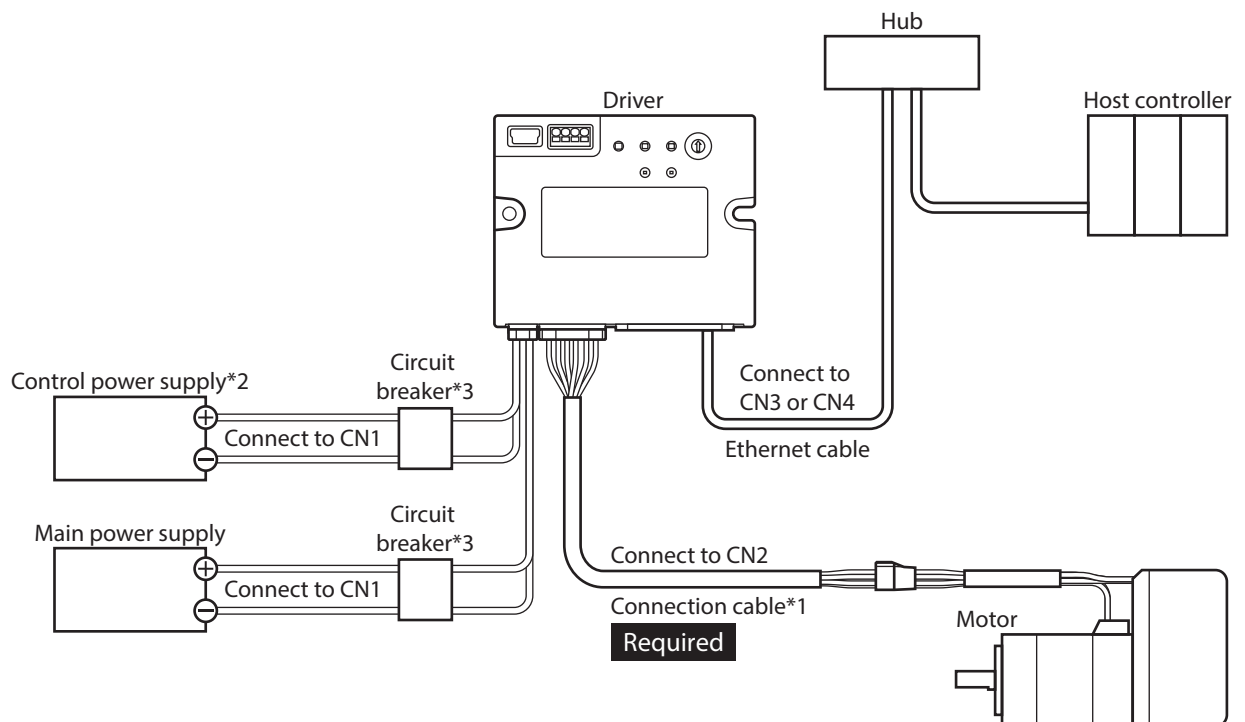 Hub
Driver
Host controller
Control power supply*2
Circuit
breaker*3
Connect to CN1
Connect to
CN3 or CN4
Ethernet cable
Main power supply
Circuit
breaker*3
Connect to CN1
Connect to CN2
Connection cable*1
Required
Motor